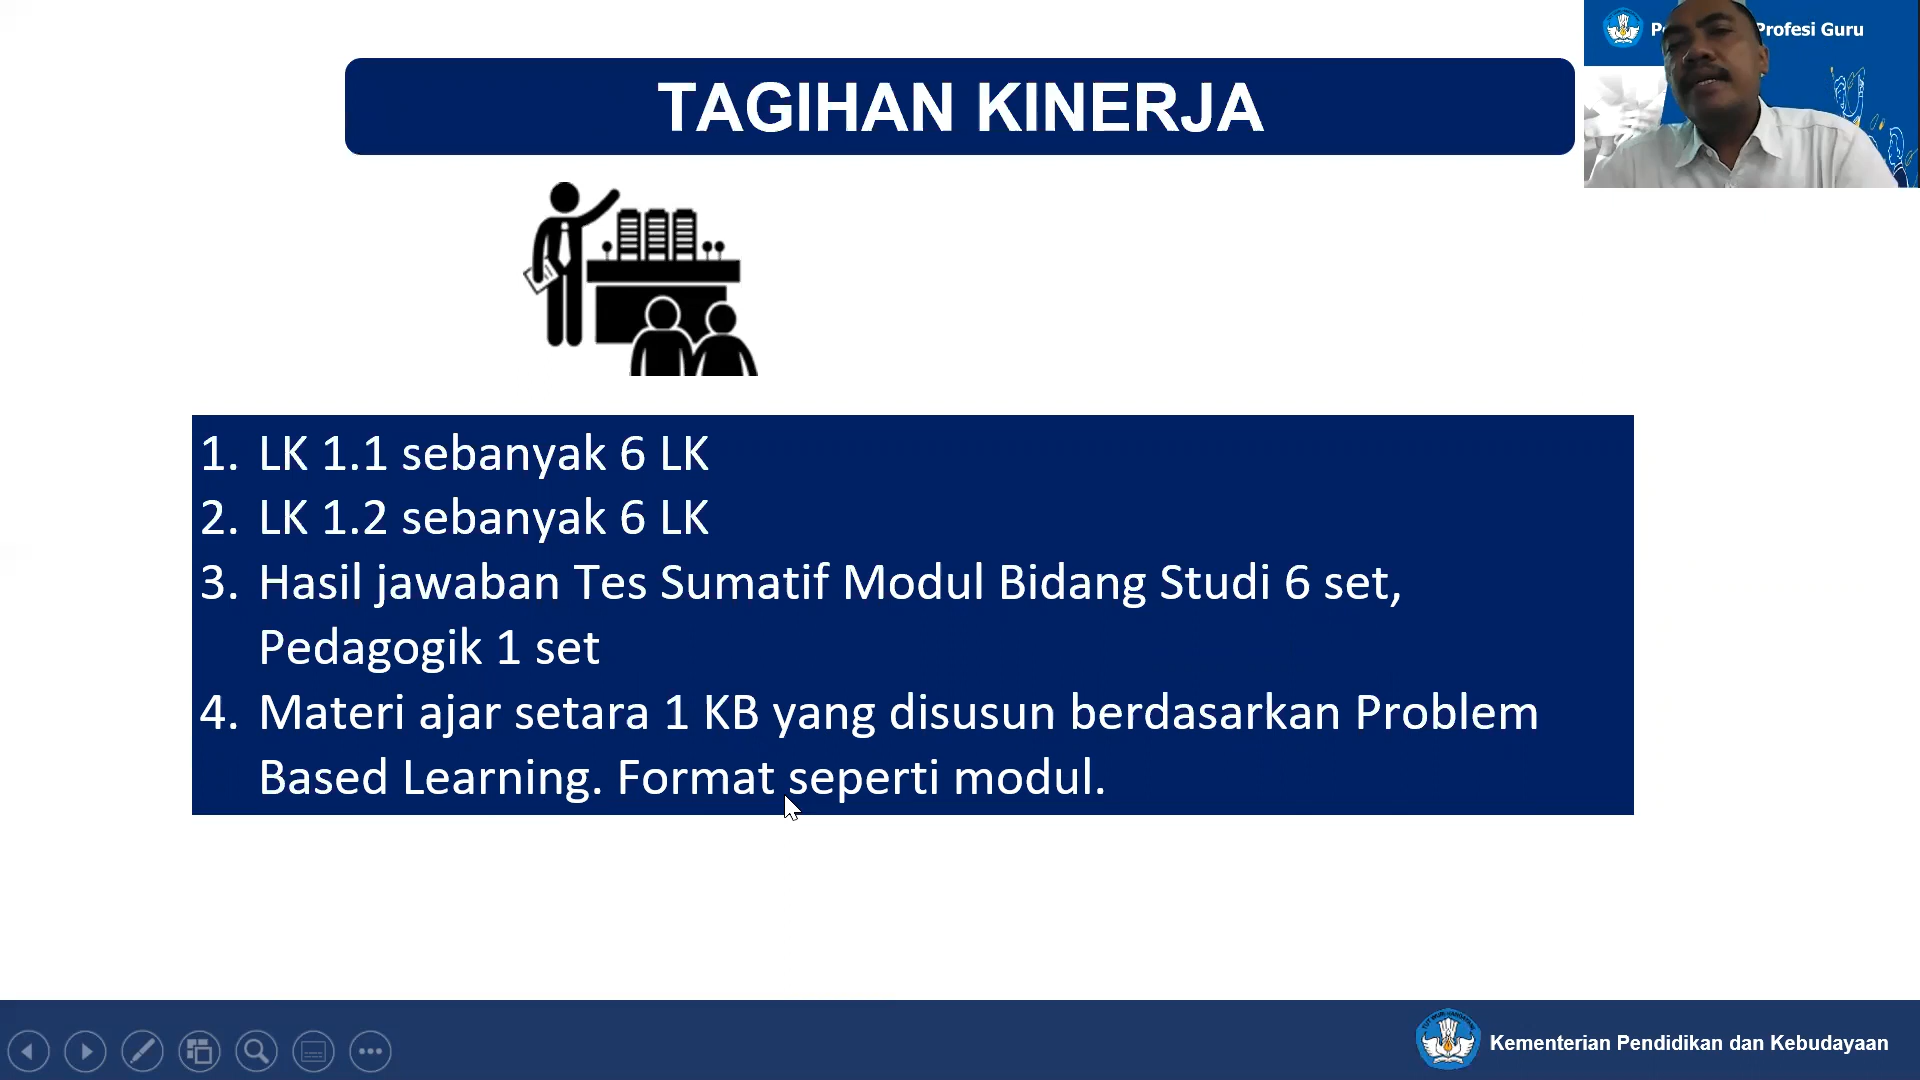 Profesi Guru
TAGIHAN KINERJA
1. LK 1.1 sebanyak 6 LK
2. LK 1.2 sebanyak 6 LK
3. Hasil jawaban Tes Sumatif Modul Bidang Studi 6 set,
Pedagogik 1 set
4. Materi ajar setara 1 KB yang disusun berdasarkan Problem
Based Learning. Format seperti modul.
Kementerian Pendidikan dan Kebudayaan